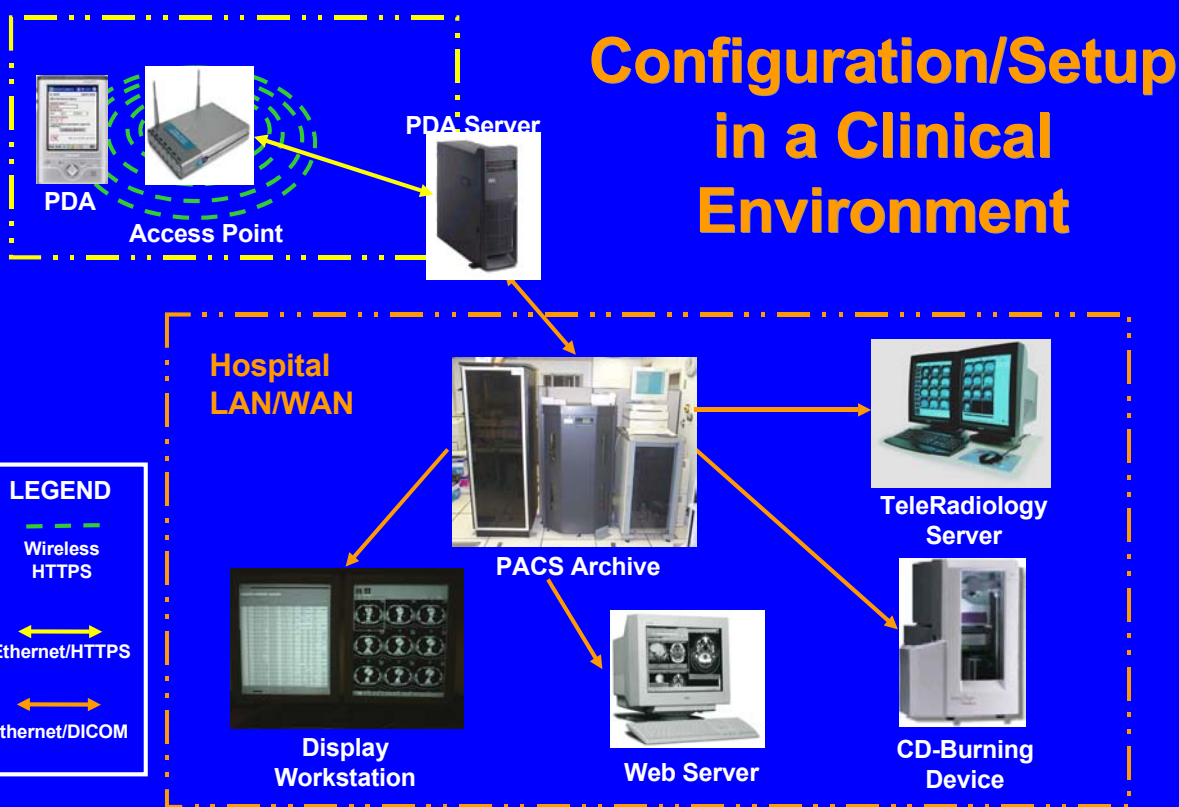 Configuration/Setup
in a Clinical
Environment
PDA Server
PDA
Access Point
Hospital
LAN/WAN
LEGEND
Wireless
HTTPS
Ethernet/HTTPS
Ethernet/DICOM
PACS Archive
TeleRadiology
Server
Display
Workstation
Web Server
CD-Burning
Device